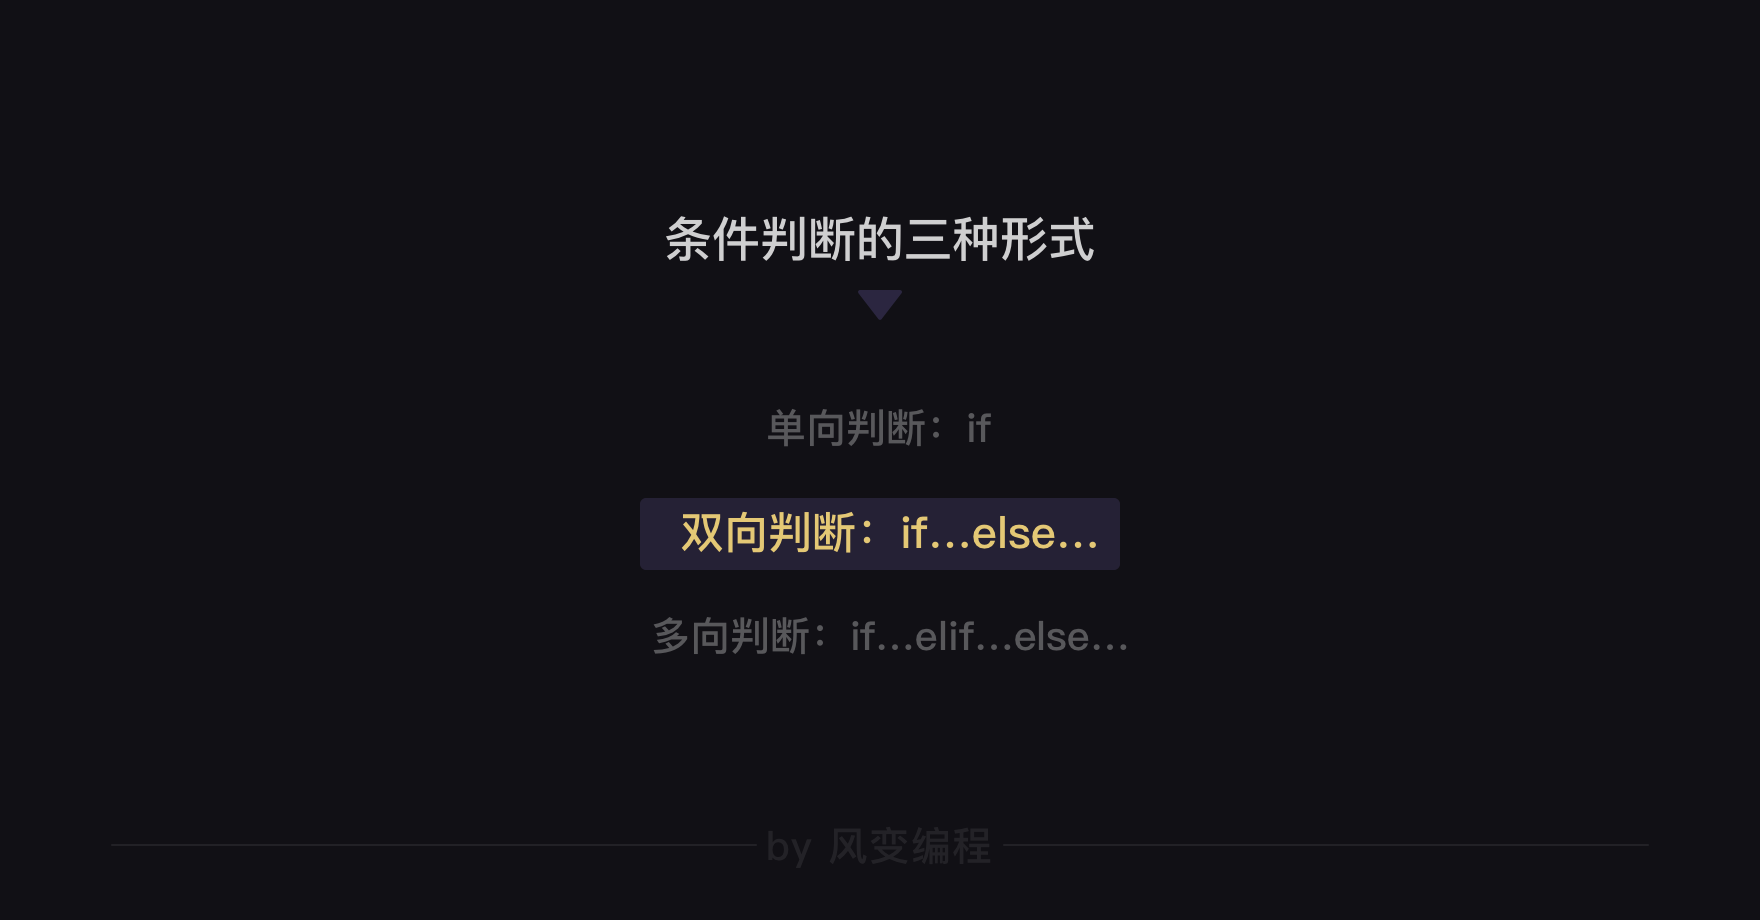 条件判断的三种形式
单向判断：if
双向判断：if...else...
多向判断：if...elif...else...
by 风变编程